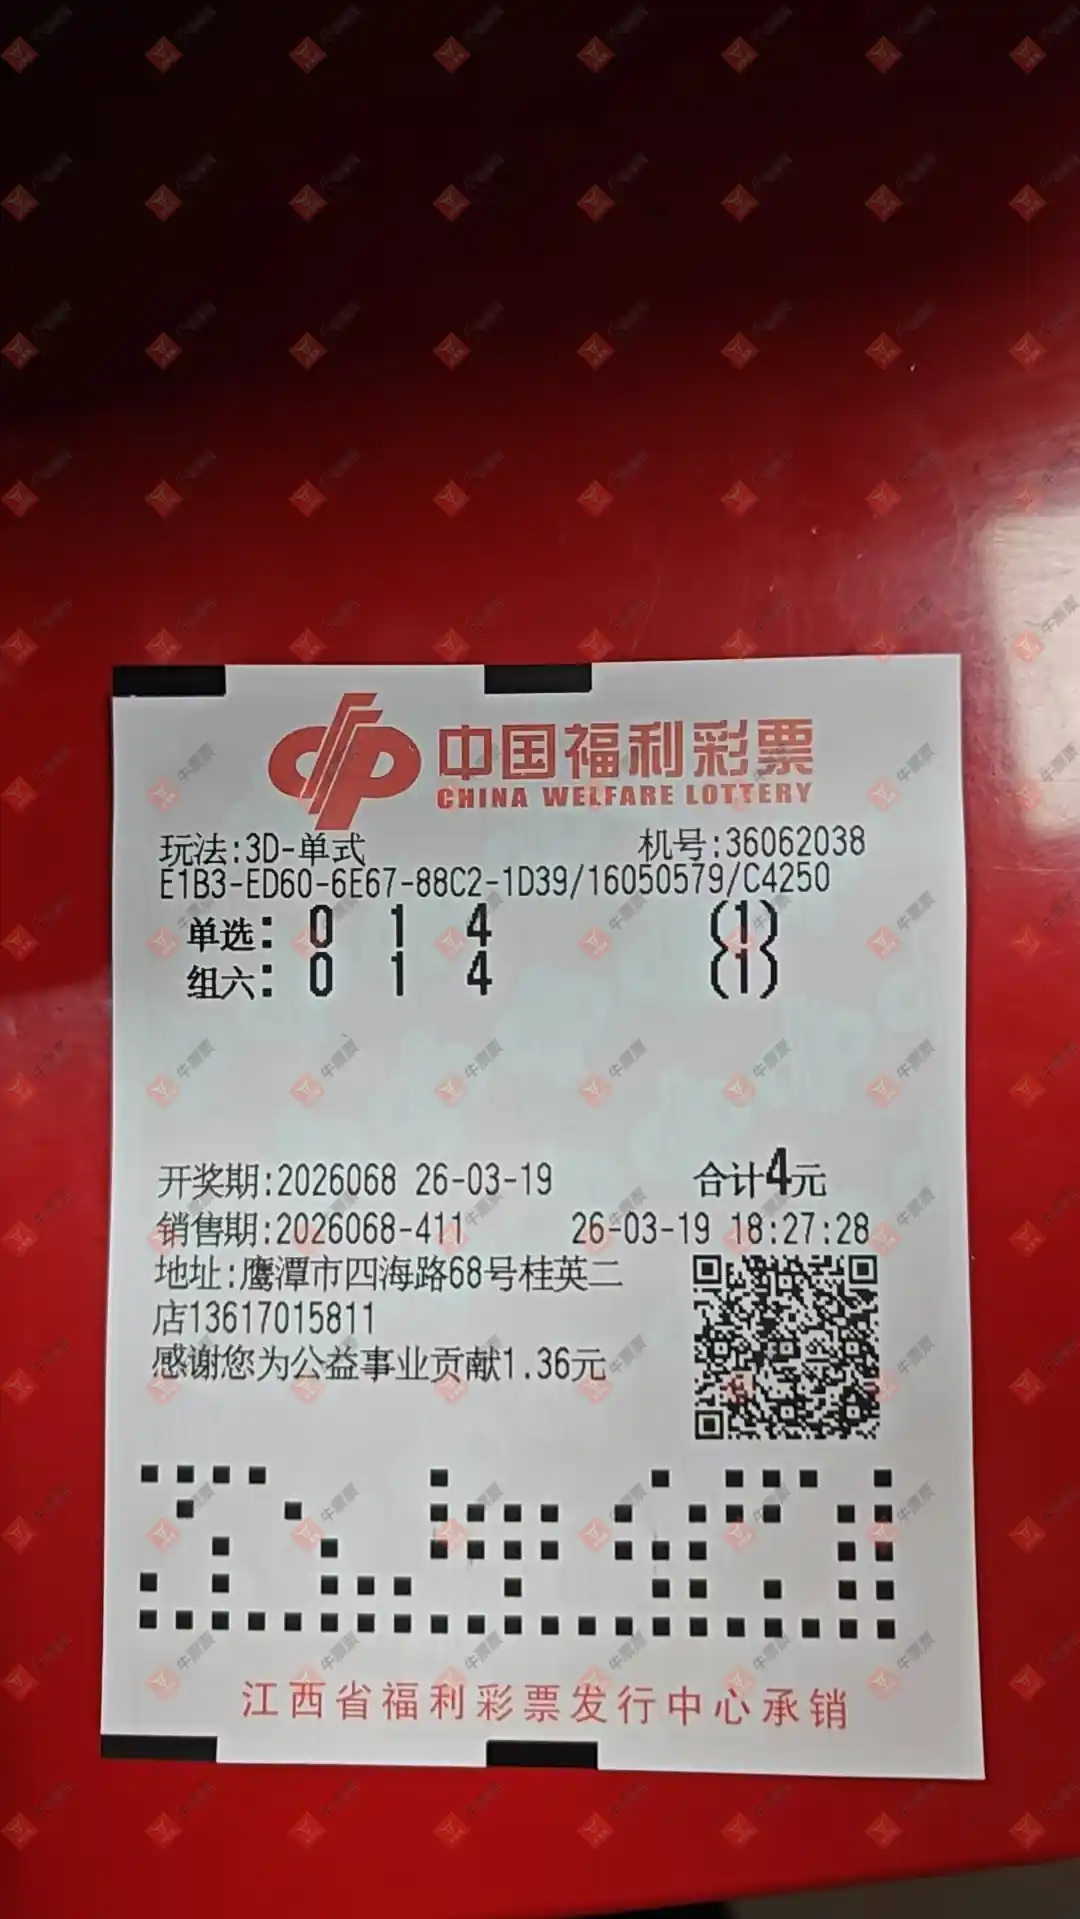 中国福利彩票
CHINA WELFARE LOTTERY
玩法:3D-单式 机号:36062038
E1B3-ED60-6E67-88C2-1D39/16050579/C4250
单选: 0 1 4 (1)
组六: 0 1 4 (1)
开奖期:2026068 26-03-19 合计4元
销售期:2026068-411 26-03-19 18:27:28
地址:鹰潭市四海路68号桂英二
店13617015811
感谢您为公益事业贡献1.36元
江西省福利彩票发行中心承销
牛票票